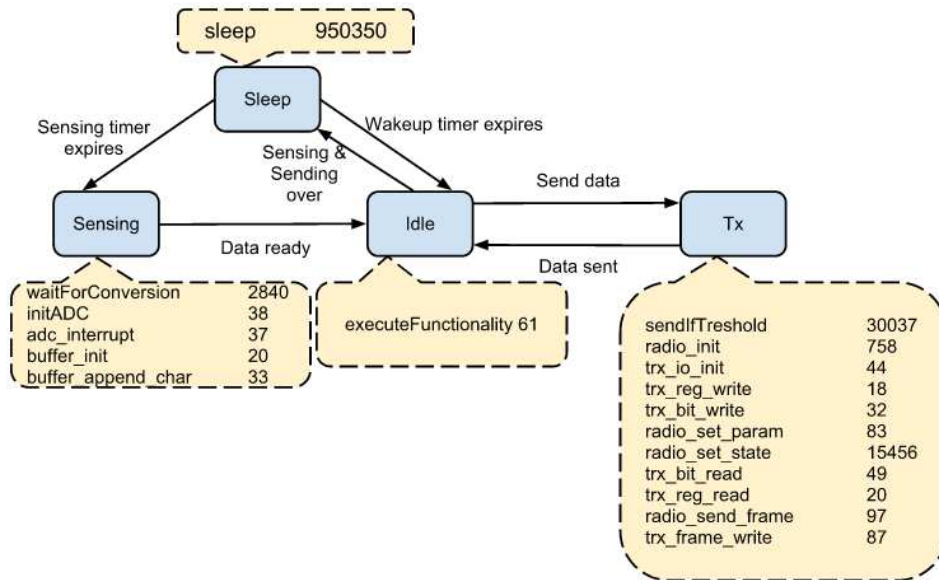 sleep 950350
Sleep
Sensing timer
expires
Wakeup timer expires
Sensing &
Sending
over
Send data
Sensing
Idle
Tx
Data ready
Data sent
waitForConversion 2840
initADC 38
adc_interrupt 37
buffer_init 20
buffer_append_char 33
executeFunctionality 61
sendIfTreshold 30037
radio_init 758
trx_io_init 44
trx_reg_write 18
trx_bit_write 32
radio_set_param 83
radio_set_state 15456
trx_bit_read 49
trx_reg_read 20
radio_send_frame 97
trx_frame_write 87